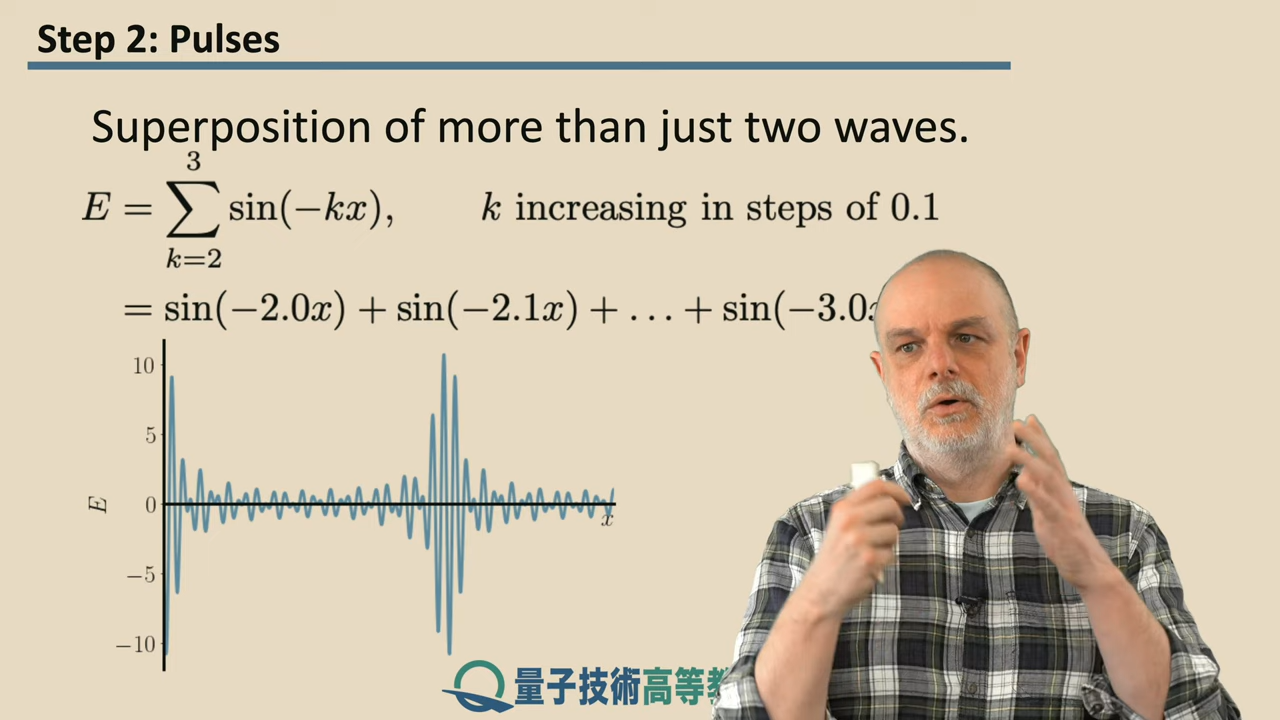 Step 2: Pulses
Superposition of more than just two waves.
3
E = ∑ sin(−kx), k increasing in steps of 0.1
k=2
= sin(−2.0x) + sin(−2.1x) + . . . + sin(−3.0
10
5
0
−5
−10
E
x
量子技術高等